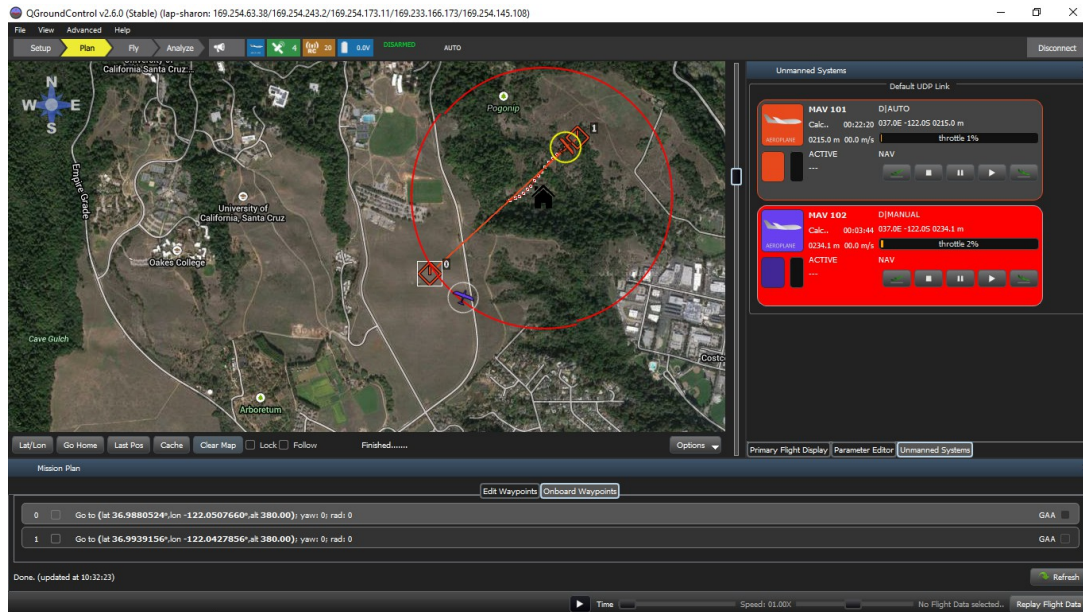 QGroundControl v2.6.0 (Stable) (lap-sharon: 169.254.63.38/169.254.243.2/169.254.173.11/169.233.166.173/169.254.145.108)
File View Advanced Help
Setup Plan Fly Analyze 4 20 0.0V DISARMED AUTO Disconnect
University of
California Santa Cruz...
N
W E
S
Pogonip
1
Empire Grade
University of
California, Santa Cruz
Oakes College
0
Cave Gulch
Costc
Arboretum
Lat/Lon Go Home Last Pos Cache Clear Map Lock Follow Finished....... Options
Unmanned Systems
Default UDP Link
MAV 101 D|AUTO
Calc.. 00:22:20 037.0E -122.0S 0215.0 m
AEROPLANE 0215.0 m 00.0 m/s throttle 1%
ACTIVE NAV
---
MAV 102 D|MANUAL
Calc.. 00:03:44 037.0E -122.0S 0234.1 m
AEROPLANE 0234.1 m 00.0 m/s throttle 2%
ACTIVE NAV
---
Primary Flight Display Parameter Editor Unmanned Systems
Mission Plan
Edit Waypoints Onboard Waypoints
0 Go to (lat 36.9880524°,lon -122.0507660°,alt 380.00); yaw: 0; rad: 0 GAA
1 Go to (lat 36.9939156°,lon -122.0427856°,alt 380.00); yaw: 0; rad: 0 GAA
Done. (updated at 10:32:23) Refresh
Time Speed: 01.00X No Flight Data selected.. Replay Flight Data